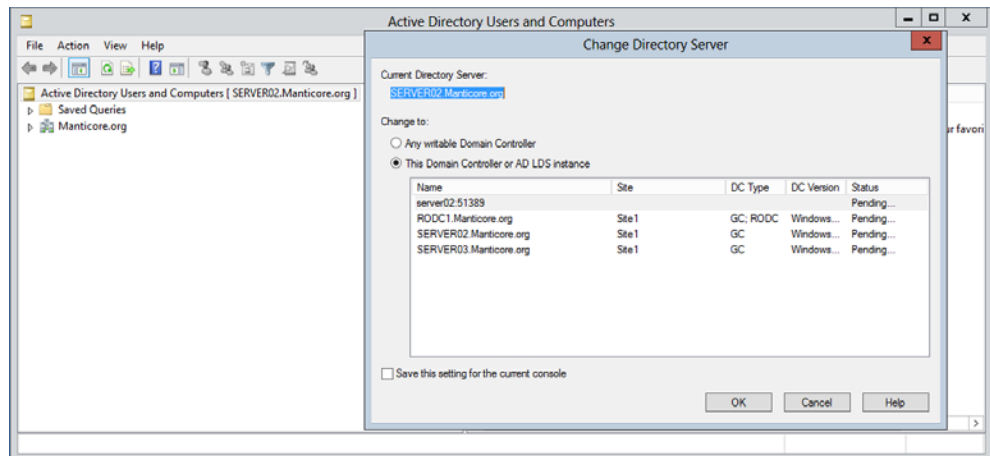 Active Directory Users and Computers
File Action View Help
Active Directory Users and Computers [ SERVER02.Manticore.org ]
Saved Queries
Manticore.org
Change Directory Server
x
Current Directory Server:
SERVER02.Manticore.org
Change to:
Any writable Domain Controller
This Domain Controller or AD LDS instance
Name Site DC Type DC Version Status
server02:51389 Pending...
RODC1.Manticore.org Site1 GC; RODC Windows... Pending...
SERVER02.Manticore.org Site1 GC Windows... Pending...
SERVER03.Manticore.org Site1 GC Windows... Pending...
Save this setting for the current console
OK Cancel Help
ur favori